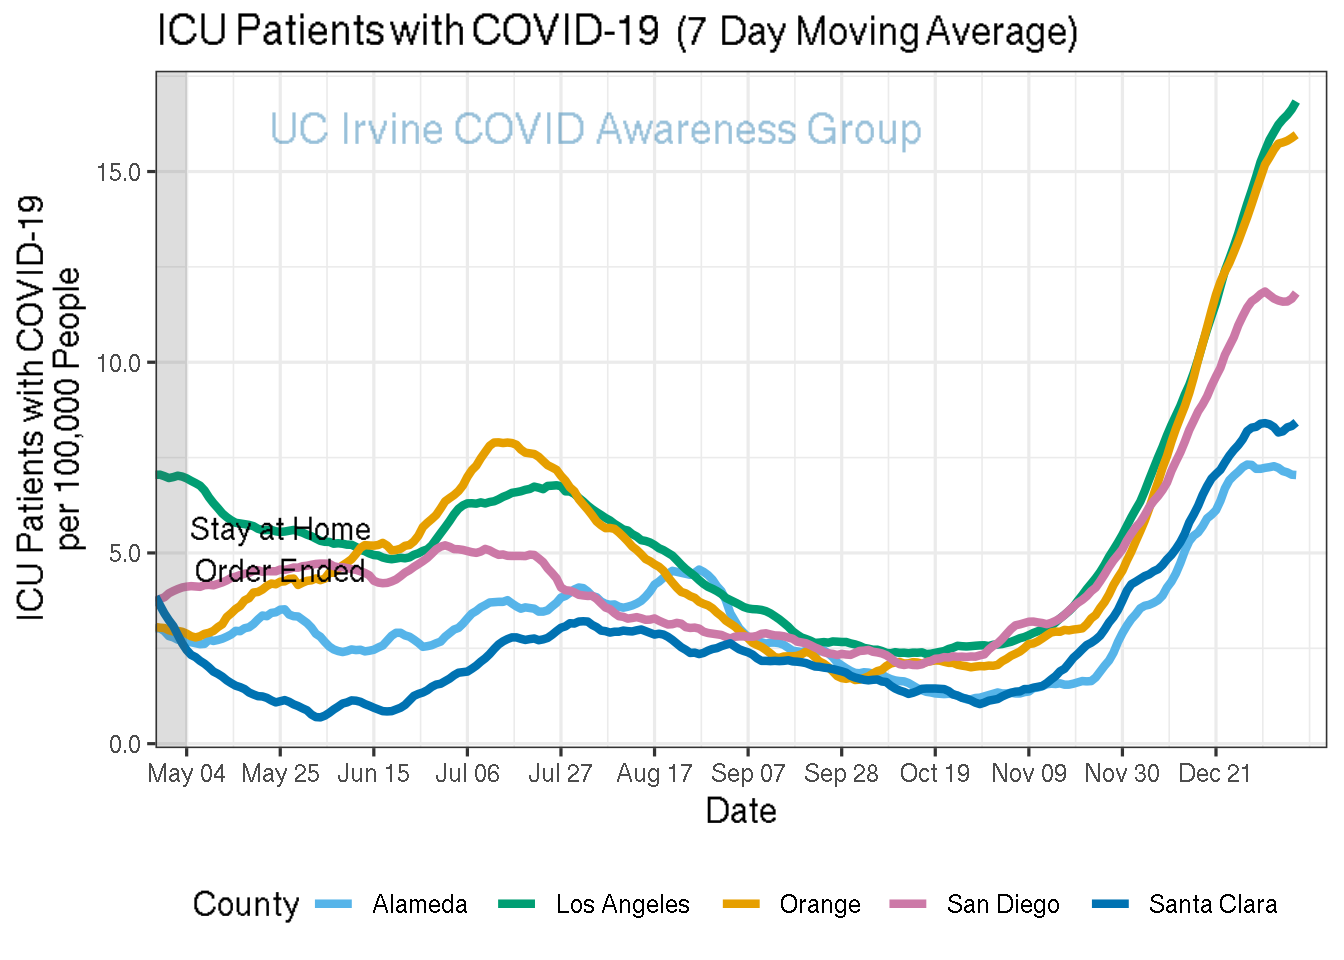 ICU Patients with COVID-19 (7 Day Moving Average)
UC Irvine COVID Awareness Group
ICU Patients with COVID-19
per 100,000 People
15.0
10.0
5.0
0.0
Stay at Home
Order Ended
May 04 May 25 Jun 15 Jul 06 Jul 27 Aug 17 Sep 07 Sep 28 Oct 19 Nov 09 Nov 30 Dec 21
Date
County Alameda Los Angeles Orange San Diego Santa Clara